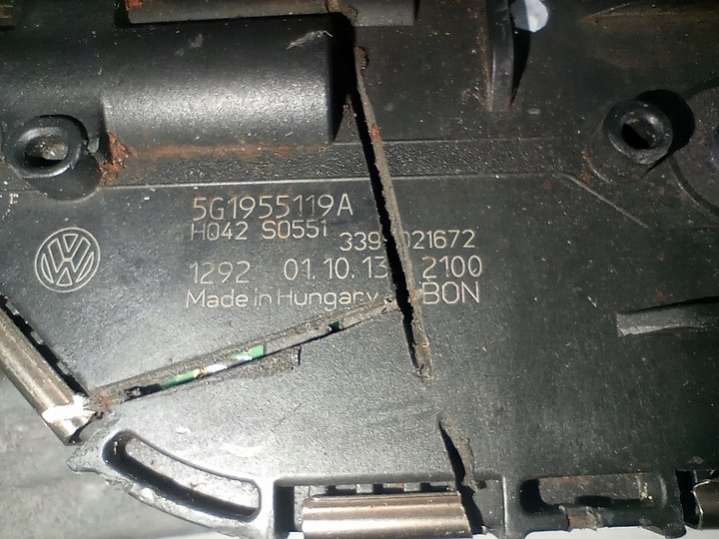 5G1955119A
H042 S0551 339 021672
1292 01.10.13 2100
Made in Hungary BON